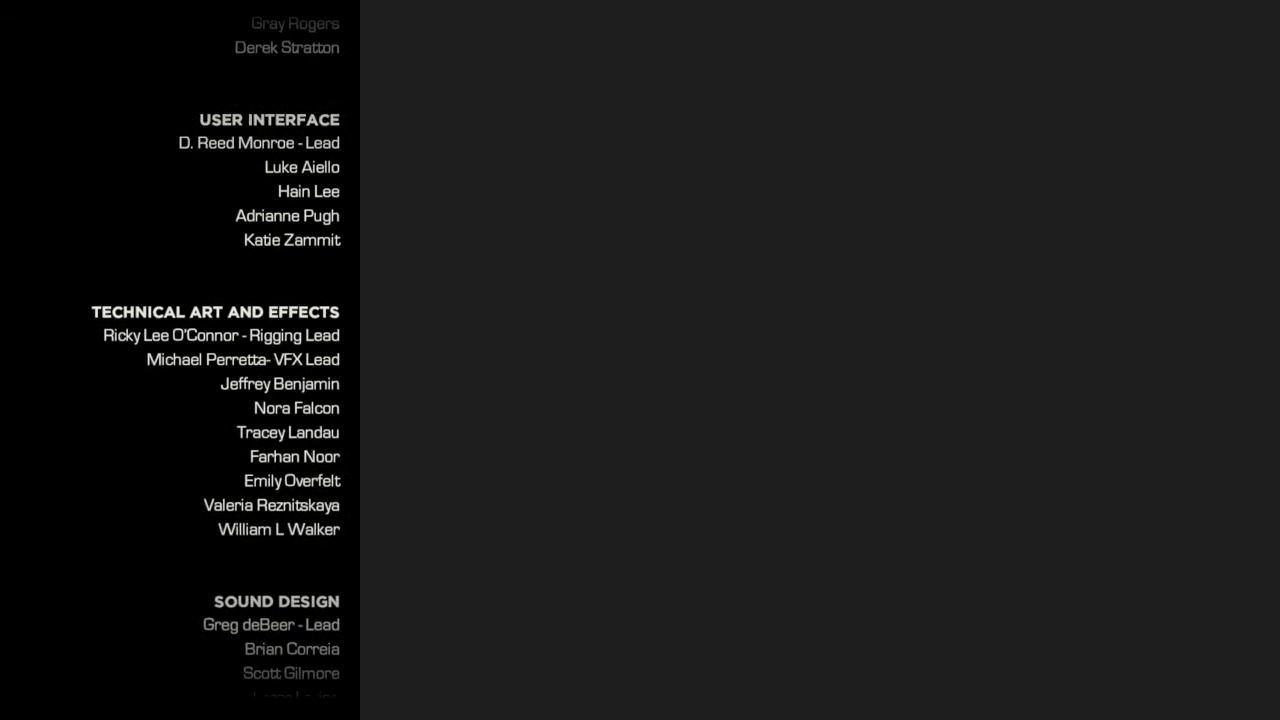 Gray Rogers
Derek Stratton
USER INTERFACE
D. Reed Monroe - Lead
Luke Aiello
Hain Lee
Adrianne Pugh
Katie Zammit
TECHNICAL ART AND EFFECTS
Ricky Lee O'Connor - Rigging Lead
Michael Perretta- VFX Lead
Jeffrey Benjamin
Nora Falcon
Tracey Landau
Farhan Noor
Emily Overfelt
Valeria Reznitskaya
William L Walker
SOUND DESIGN
Greg deBeer - Lead
Brian Correia
Scott Gilmore